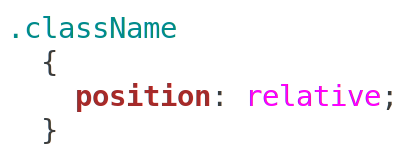 .className
  {
    position: relative;
  }